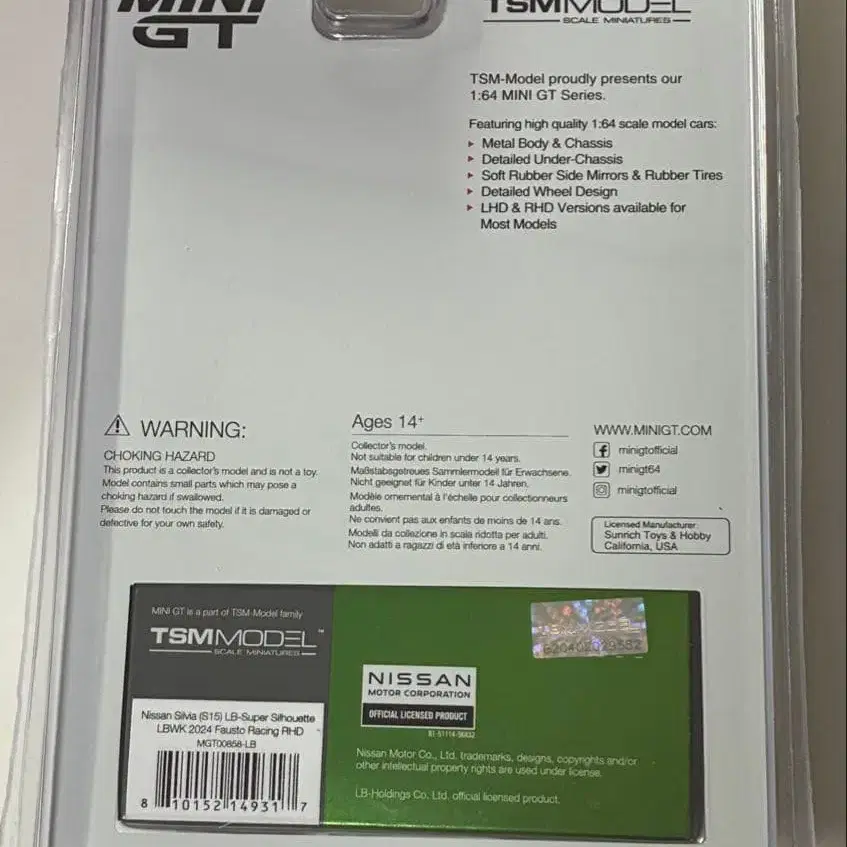 MINI
GT
TSMMODEL
SCALE MINIATURES
TSM-Model proudly presents our
1:64 MINI GT Series.
Featuring high quality 1:64 scale model cars:
Metal Body & Chassis
Detailed Under-Chassis
Soft Rubber Side Mirrors & Rubber Tires
Detailed Wheel Design
LHD & RHD Versions available for
Most Models
WARNING:
CHOKING HAZARD
This product is a collector's model and is not a toy.
Model contains small parts which may pose a
choking hazard if swallowed.
Please do not touch the model if it is damaged or
defective for your own safety.
Ages 14+
Collector's model.
Not suitable for children under 14 years.
Maßstabsgetreues Sammlermodell für Erwachsene.
Nicht geeignet für Kinder unter 14 Jahren.
Modèle ornemental à l'échelle pour collectionneurs
adultes.
Ne convient pas aux enfants de moins de 14 ans.
Modelli da collezione in scala ridotta per adulti.
Non adatti a ragazzi di età inferiore a 14 anni.
WWW.MINIGT.COM
minigtofficial
minigt64
minigtofficial
Licensed Manufacturer:
Sunrich Toys & Hobby
California, USA
MINI GT is a part of TSM-Model family
TSMMODEL™
SCALE MINIATURES
Nissan Silvia (S15) LB-Super Silhouette
LBWK 2024 Fausto Racing RHD
MGT00858-LB
8 10152 14931 7
NISSAN
MOTOR CORPORATION
OFFICIAL LICENSED PRODUCT
Nissan Motor Co., Ltd. trademarks, designs, copyrights and/or
other intellectual property rights are used under license.
LB-Holdings Co. Ltd. official licensed product.